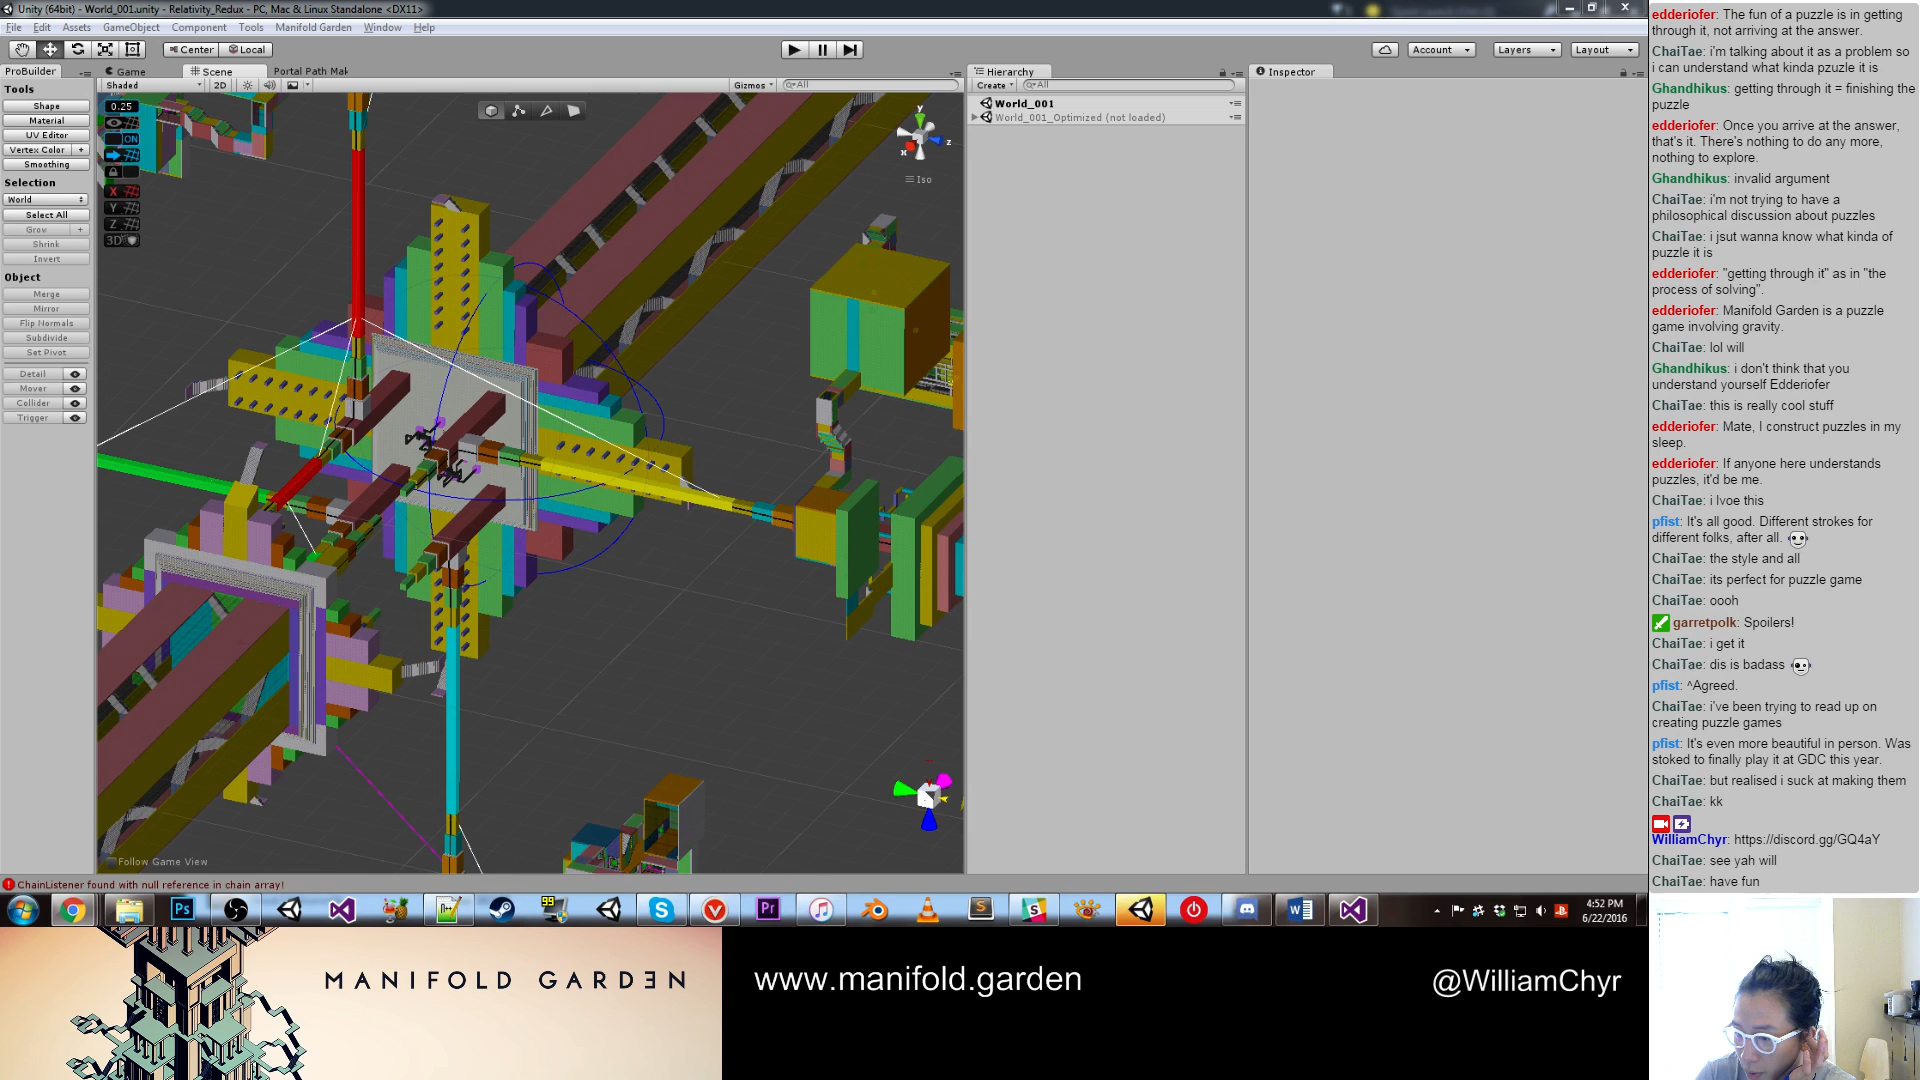 Unity (64bit) - World_001.unity - Relativity_Redux - PC, Mac & Linux Standalone <DX11>
File Edit Assets GameObject Component Tools Manifold Garden Window Help
Center Local
Account Layers Layout
ProBuilder
Game Scene Portal Path Mak
Hierarchy
Inspector
Shaded 2D Gizmos All
Create All
Tools
Shape
Material
UV Editor
Vertex Color +
Smoothing
Selection
World
Select All
Grow +
Shrink
Invert
Object
Merge
Mirror
Flip Normals
Subdivide
Set Pivot
Detail
Mover
Collider
Trigger
0.25
ON
X
Y
Z
3D
y
x
z
Iso
World_001
World_001_Optimized (not loaded)
Follow Game View
ChainListener found with null reference in chain array!
edderiofer: The fun of a puzzle is in getting
through it, not arriving at the answer.
ChaiTae: i'm talking about it as a problem so
i can understand what kinda pzuzle it is
Ghandhikus: getting through it = finishing the
puzzle
edderiofer: Once you arrive at the answer,
that's it. There's nothing to do any more,
nothing to explore.
Ghandhikus: invalid argument
ChaiTae: i'm not trying to have a
philosophical discussion about puzzles
ChaiTae: i jsut wanna know what kinda of
puzzle it is
edderiofer: "getting through it" as in "the
process of solving".
edderiofer: Manifold Garden is a puzzle
game involving gravity.
ChaiTae: lol will
Ghandhikus: i don't think that you
understand yourself Edderiofer
ChaiTae: this is really cool stuff
edderiofer: Mate, I construct puzzles in my
sleep.
edderiofer: If anyone here understands
puzzles, it'd be me.
ChaiTae: i lvoe this
pfist: It's all good. Different strokes for
different folks, after all.
ChaiTae: the style and all
ChaiTae: its perfect for puzzle game
ChaiTae: oooh
garretpolk: Spoilers!
ChaiTae: i get it
ChaiTae: dis is badass
pfist: ^Agreed.
ChaiTae: i've been trying to read up on
creating puzzle games
pfist: It's even more beautiful in person. Was
stoked to finally play it at GDC this year.
ChaiTae: but realised i suck at making them
ChaiTae: kk
WilliamChyr: https://discord.gg/GQ4aY
ChaiTae: see yah will
ChaiTae: have fun
Ps
99
Pr
4:52 PM
6/22/2016
MANIFOLD GARDEN
www.manifold.garden
@WilliamChyr